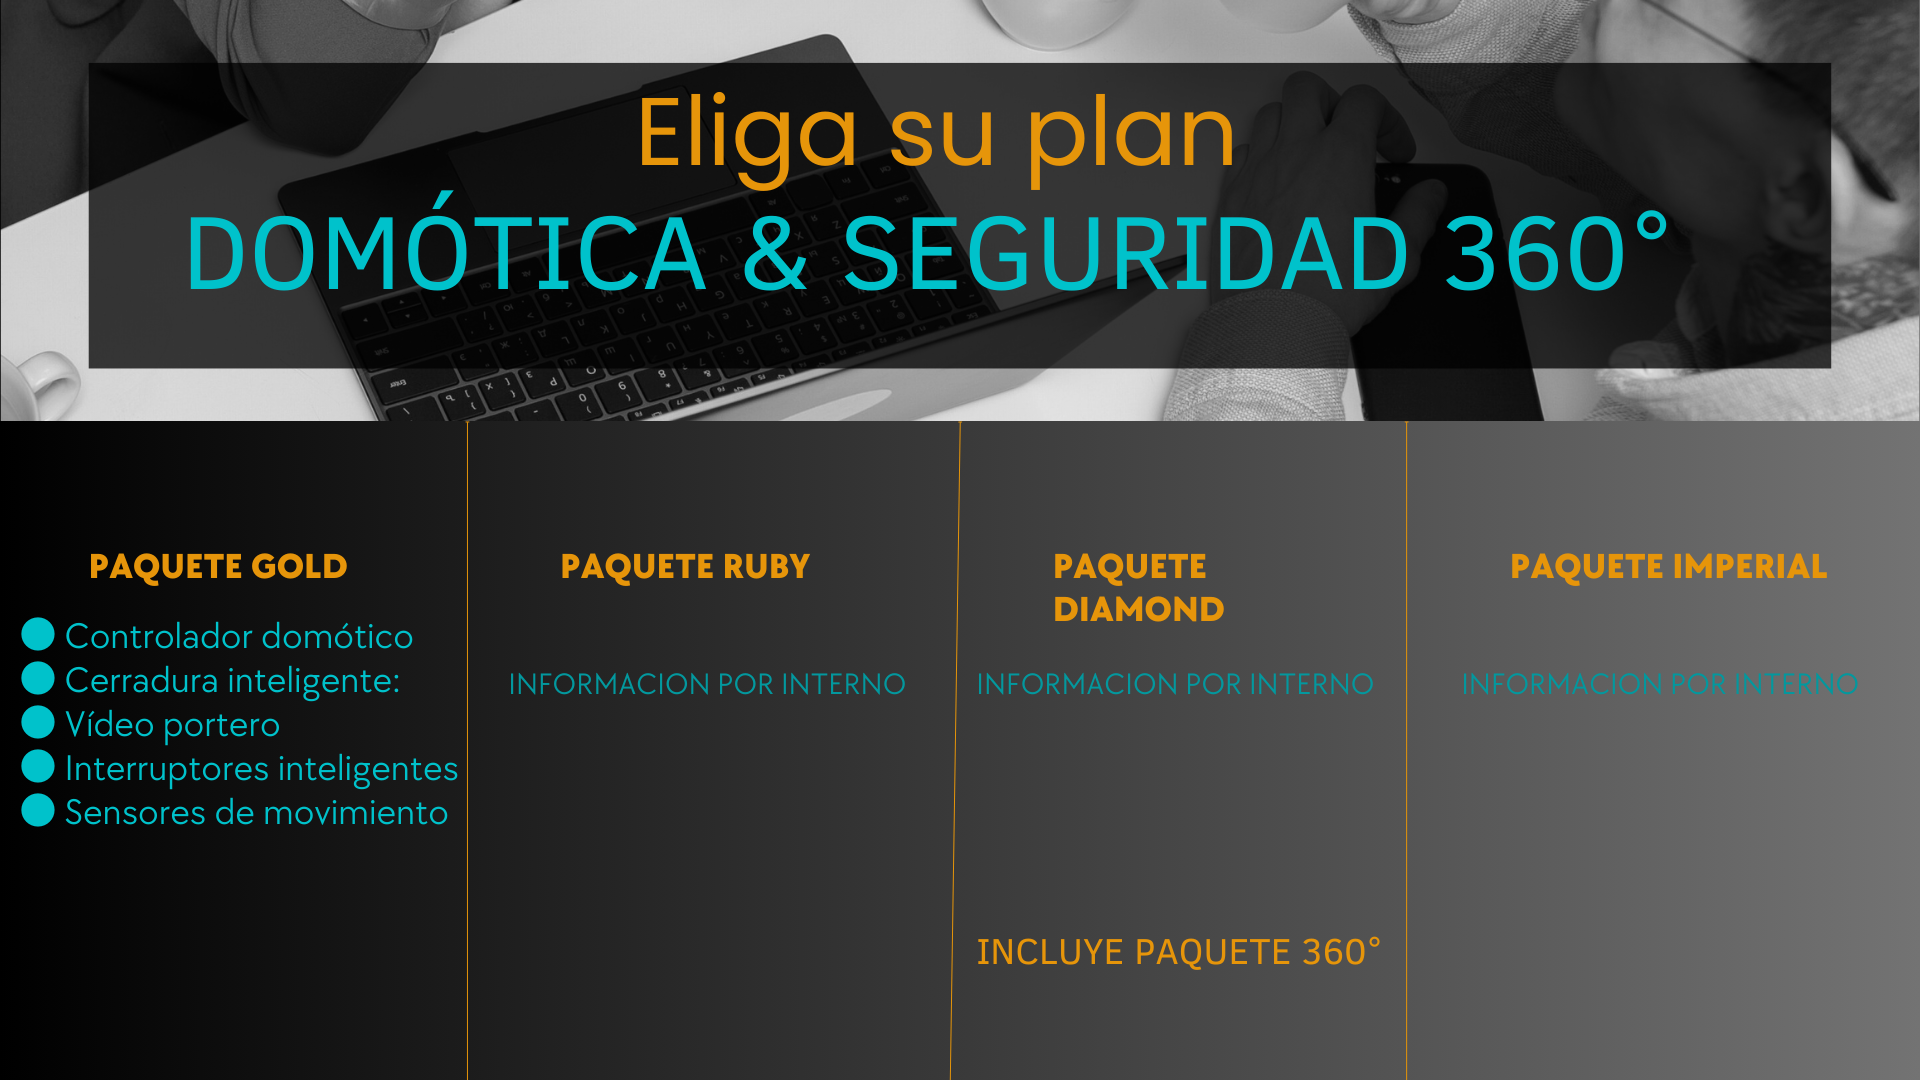 Eliga su plan
DOMÓTICA & SEGURIDAD 360°
PAQUETE GOLD
● Controlador domótico
● Cerradura inteligente:
● Vídeo portero
● Interruptores inteligentes
● Sensores de movimiento
PAQUETE RUBY
INFORMACION POR INTERNO
PAQUETE
DIAMOND
INFORMACION POR INTERNO
INCLUYE PAQUETE 360°
PAQUETE IMPERIAL
INFORMACION POR INTERNO